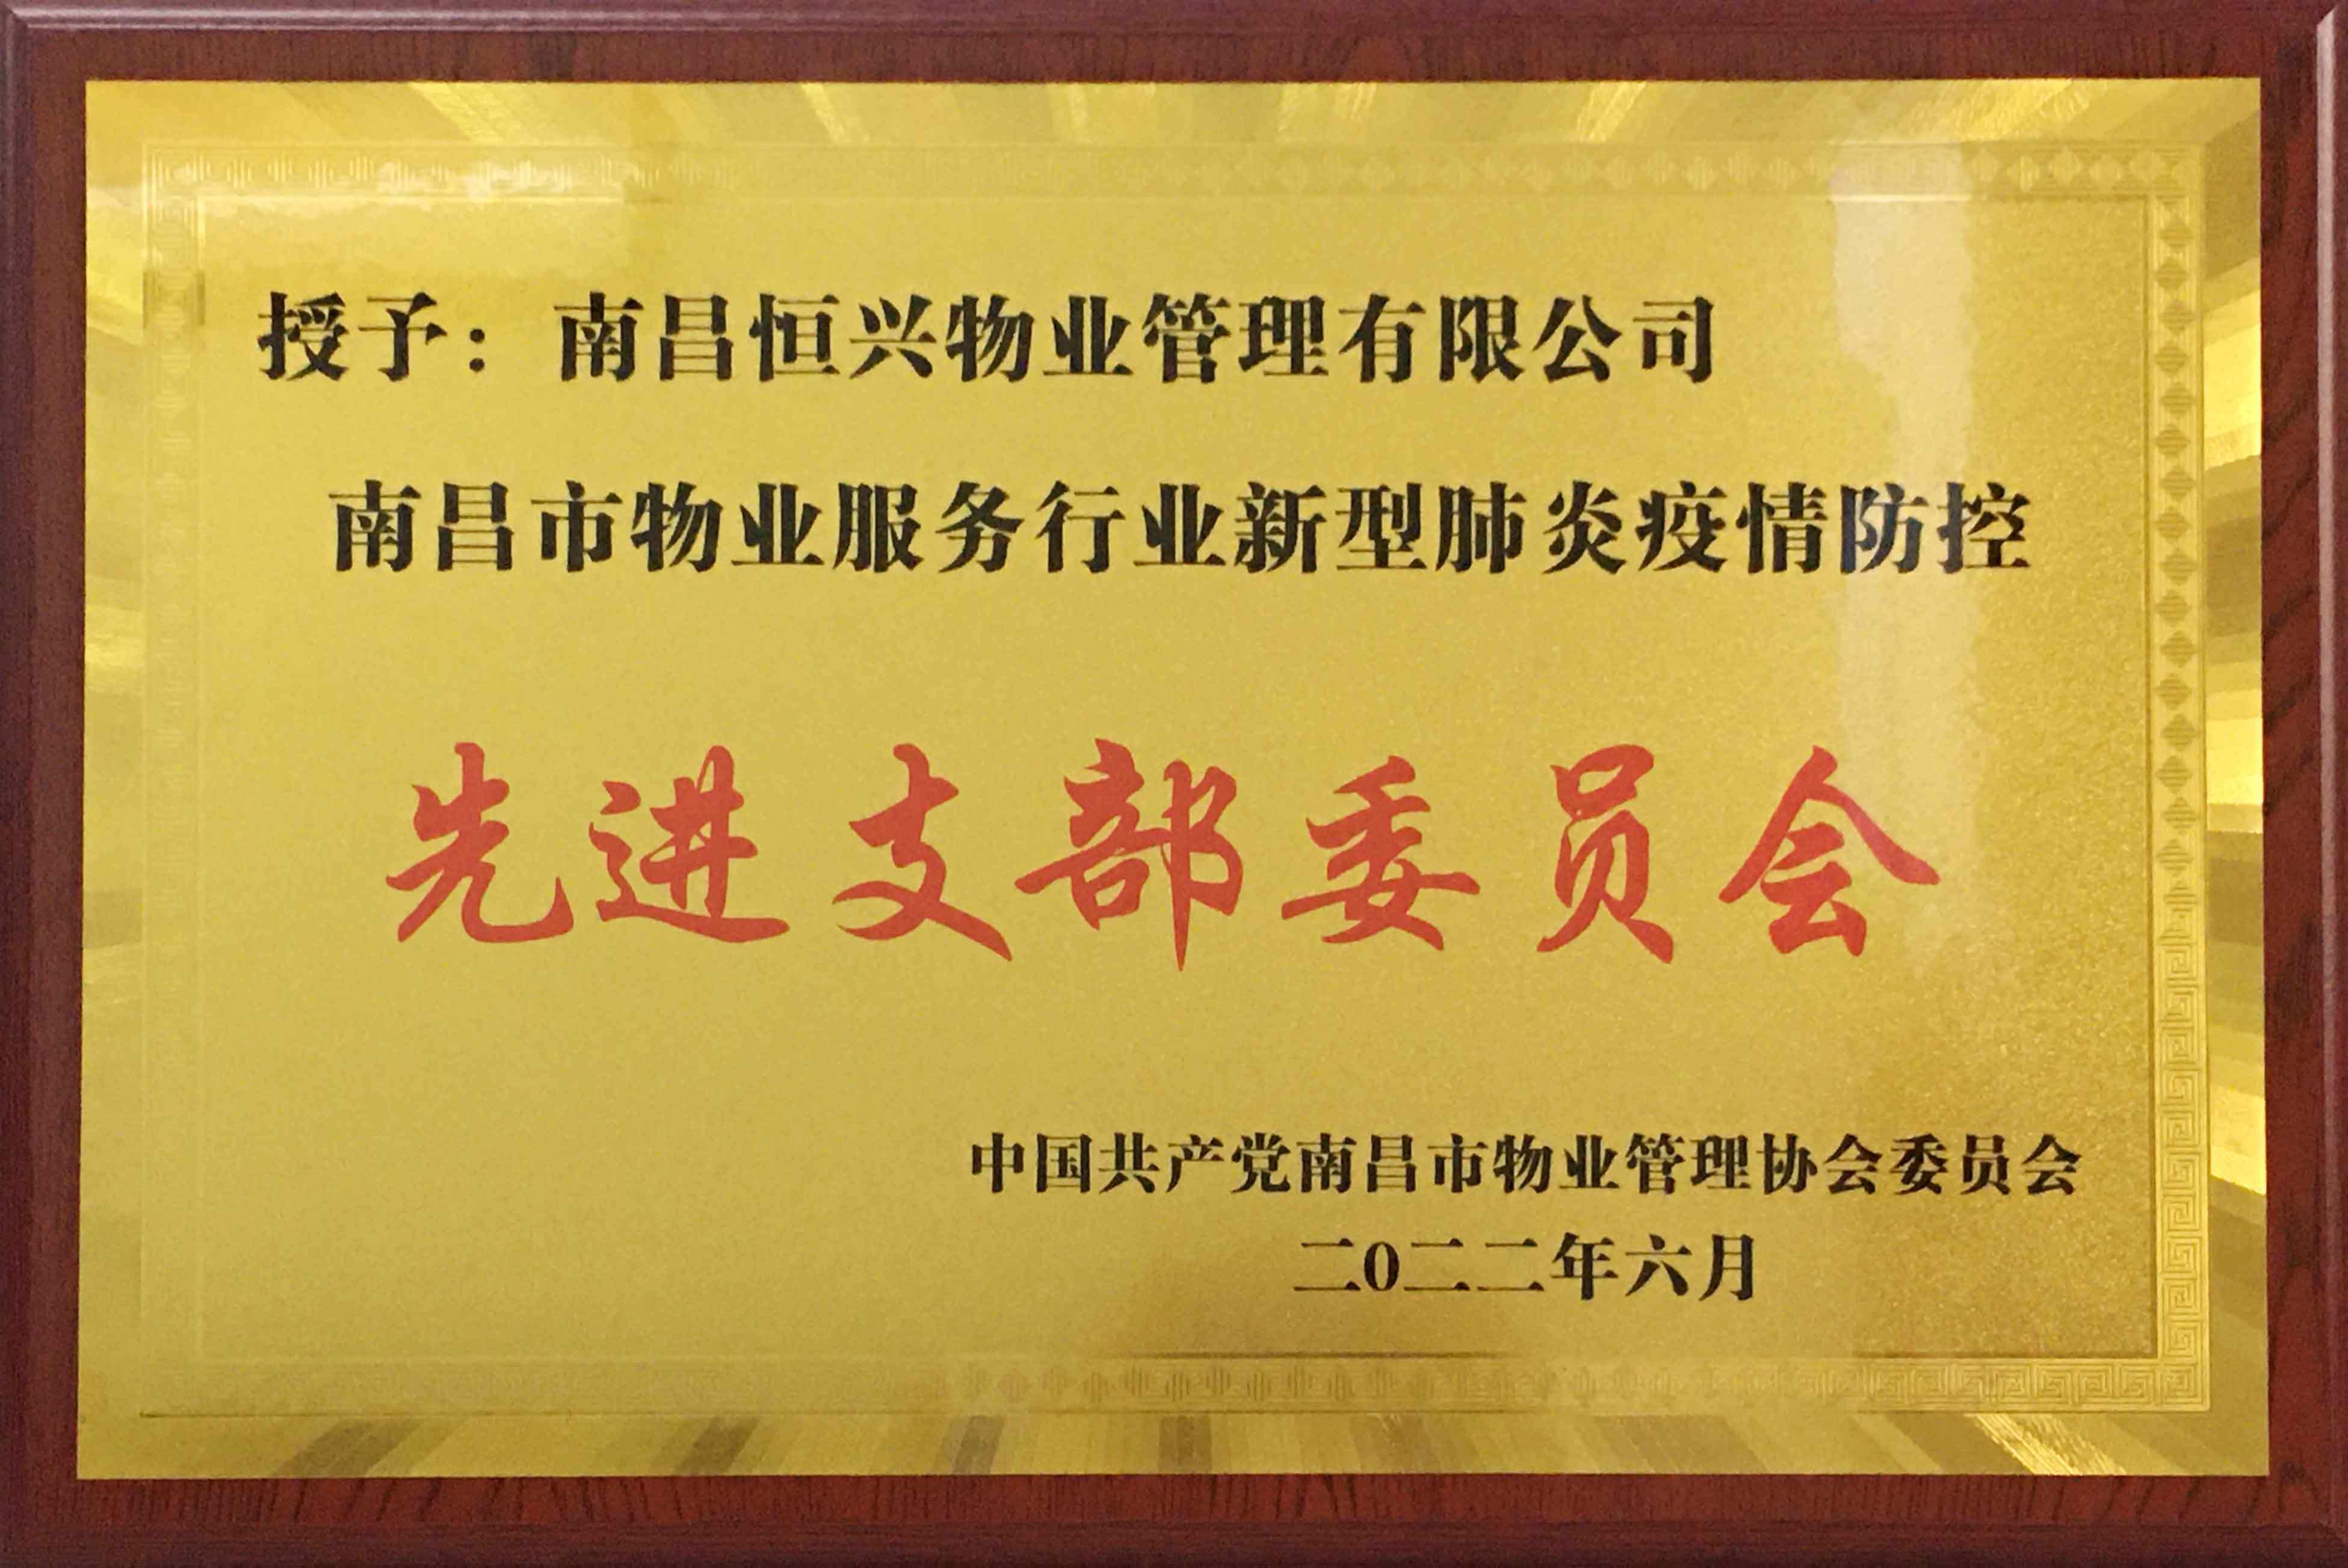 授予：南昌恒兴物业管理有限公司
南昌市物业服务行业新型肺炎疫情防控
先进支部委员会
中国共产党南昌市物业管理协会委员会
二0二二年六月